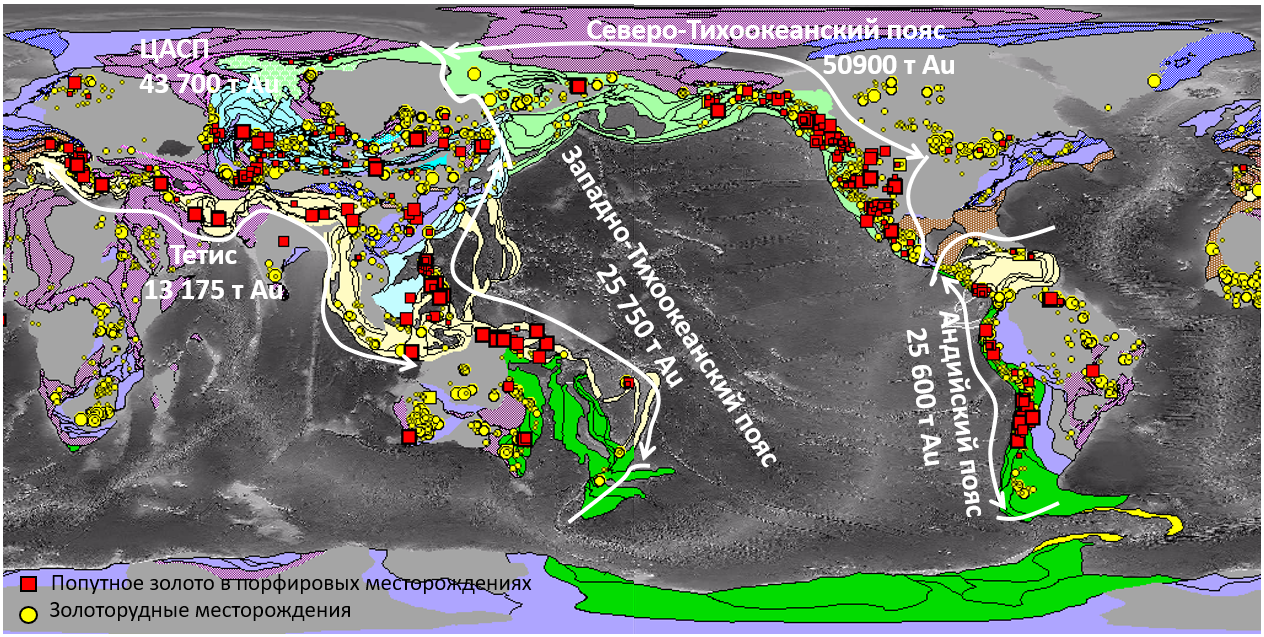 ЦАСП
43 700 т Au
Северо-Тихоокеанский пояс
50900 т Au
Западно-Тихоокеанский пояс
25 750 т Au
Тетис
13 175 т Au
Андийский пояс
25 600 т Au
Попутное золото в порфировых месторождениях
Золоторудные месторождения